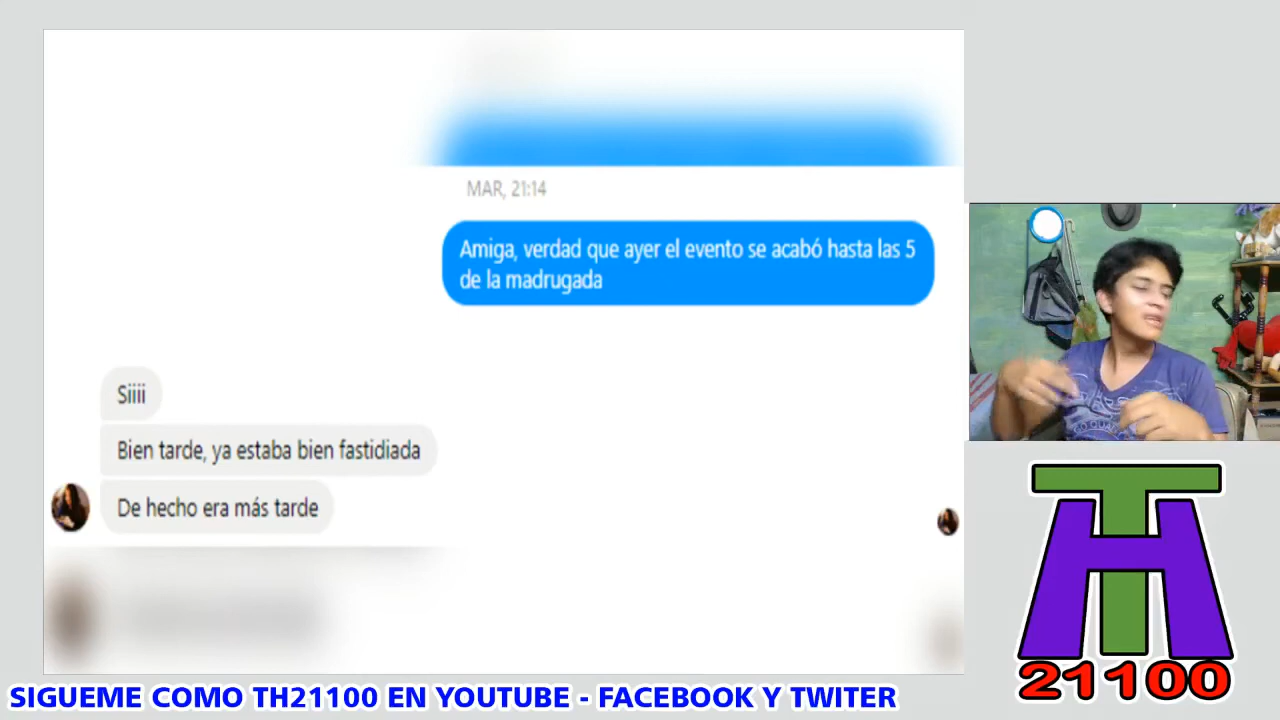 MAR, 21:14
Amiga, verdad que ayer el evento se acabó hasta las 5
de la madrugada
Siiii
Bien tarde, ya estaba bien fastidiada
De hecho era más tarde
TH
21100
SIGUEME COMO TH21100 EN YOUTUBE - FACEBOOK Y TWITER